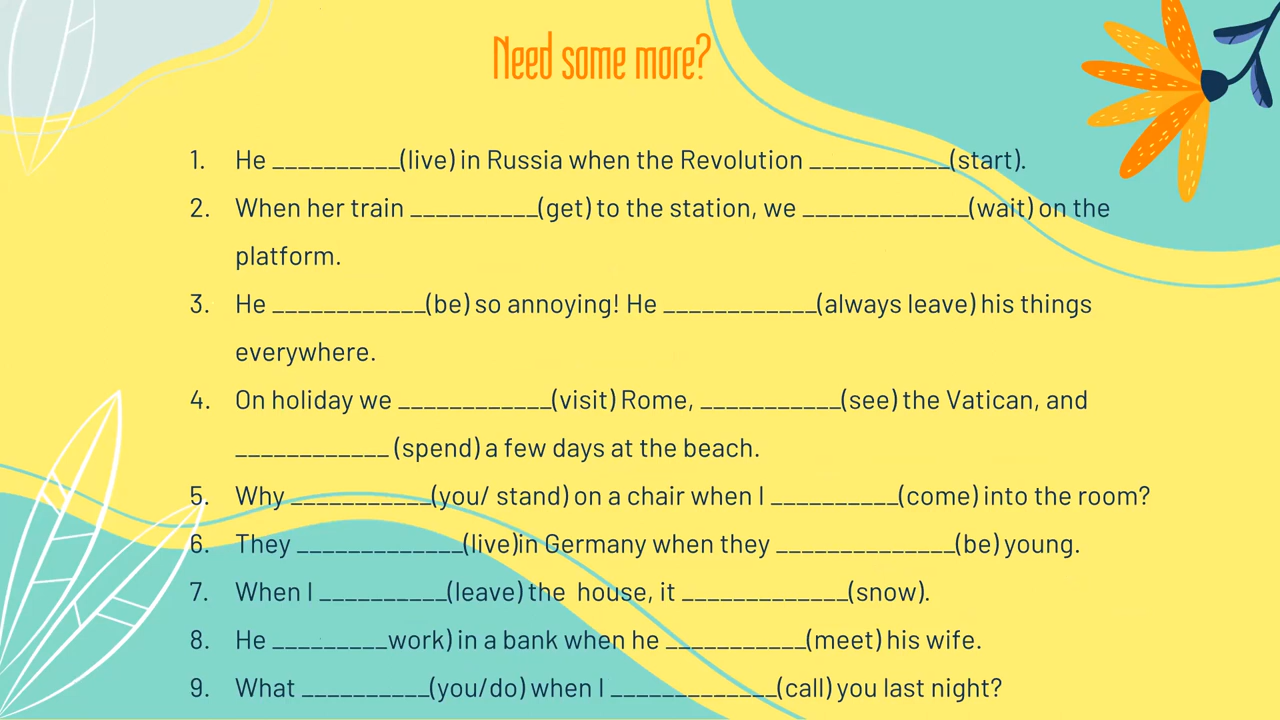 Need some more?
1. He __________(live) in Russia when the Revolution ___________(start).
2. When her train __________(get) to the station, we _____________(wait) on the
platform.
3. He ____________(be) so annoying! He ____________(always leave) his things
everywhere.
4. On holiday we ____________(visit) Rome, ___________(see) the Vatican, and
____________ (spend) a few days at the beach.
5. Why ___________(you/ stand) on a chair when I __________(come) into the room?
6. They _____________(live)in Germany when they ______________(be) young.
7. When I __________(leave) the  house, it _____________(snow).
8. He _________work) in a bank when he ___________(meet) his wife.
9. What __________(you/do) when I _____________(call) you last night?